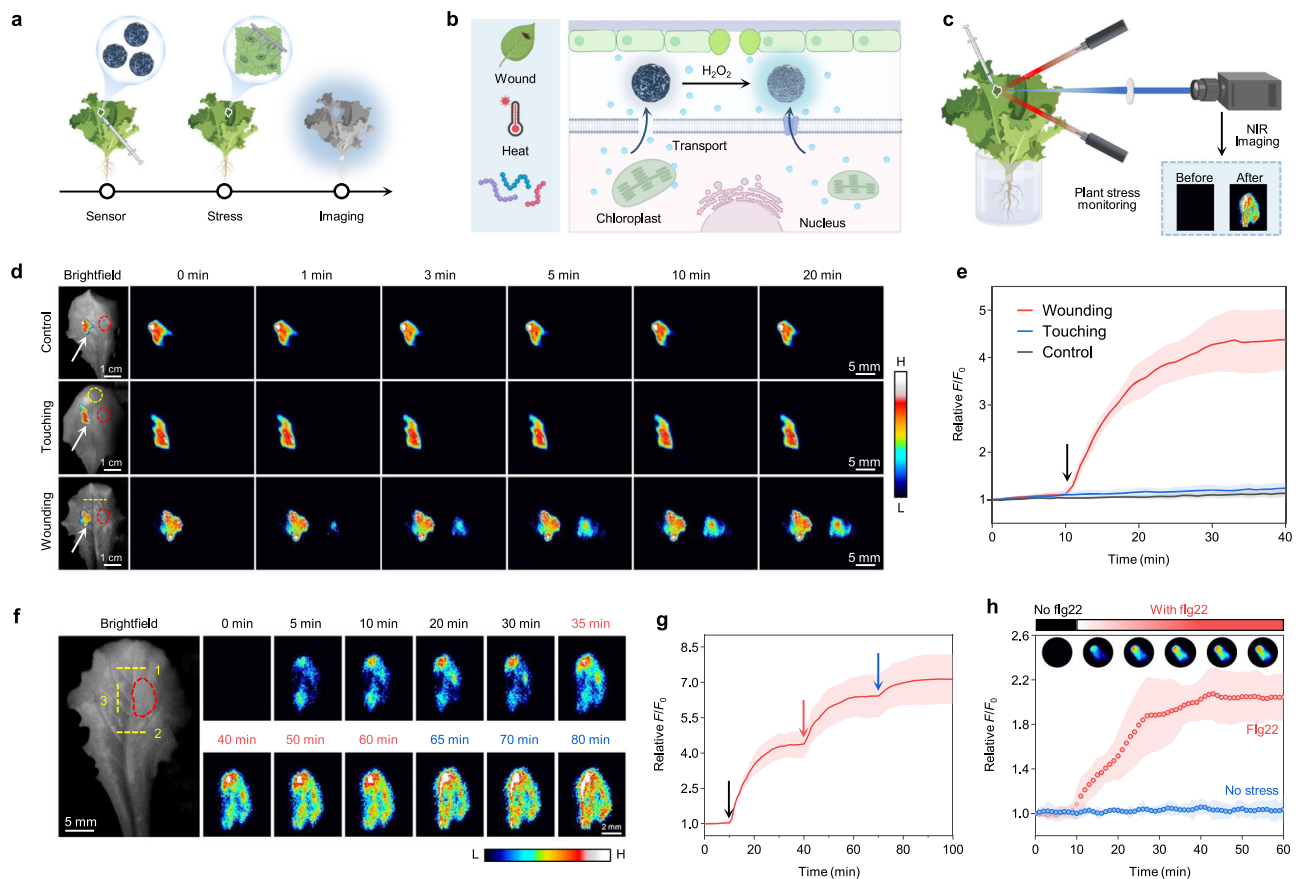 a
Sensor
Stress
Imaging
b
Wound
Heat
H₂O₂
Transport
Chloroplast
Nucleus
c
NIR
Imaging
Plant stress
monitoring
Before
After
d
Brightfield
0 min
1 min
3 min
5 min
10 min
20 min
Control
1 cm
5 mm
Touching
1 cm
5 mm
Wounding
1 cm
5 mm
H
L
e
Relative F/F₀
5
4
3
2
1
Wounding
Touching
Control
0
10
20
30
40
Time (min)
f
Brightfield
1
3
2
5 mm
0 min
5 min
10 min
20 min
30 min
35 min
40 min
50 min
60 min
65 min
70 min
80 min
2 mm
L
H
g
Relative F/F₀
8.5
7.0
5.5
4.0
2.5
1.0
0
20
40
60
80
100
Time (min)
h
No flg22
With flg22
Relative F/F₀
2.6
2.2
1.8
1.4
1.0
Flg22
No stress
0
10
20
30
40
50
60
Time (min)